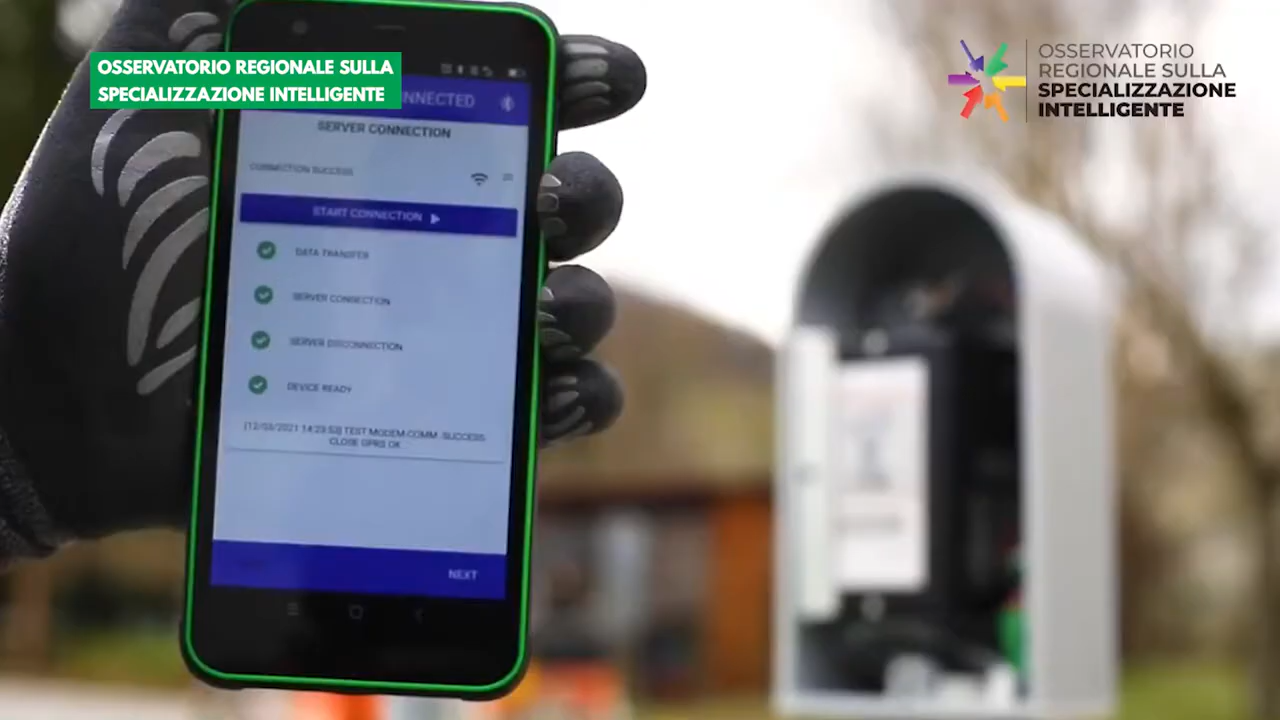 OSSERVATORIO REGIONALE SULLA
SPECIALIZZAZIONE INTELLIGENTE
OSSERVATORIO
REGIONALE SULLA
SPECIALIZZAZIONE
INTELLIGENTE
NNECTED
SERVER CONNECTION
CONNECTION SUCCESS
START CONNECTION
DATA TRANSFER
SERVER CONNECTION
SERVER DISCONNECTION
DEVICE READY
[12/03/2021 14:23:53] TEST MODEM COMM. SUCCESS
CLOSE GPRS OK
NEXT